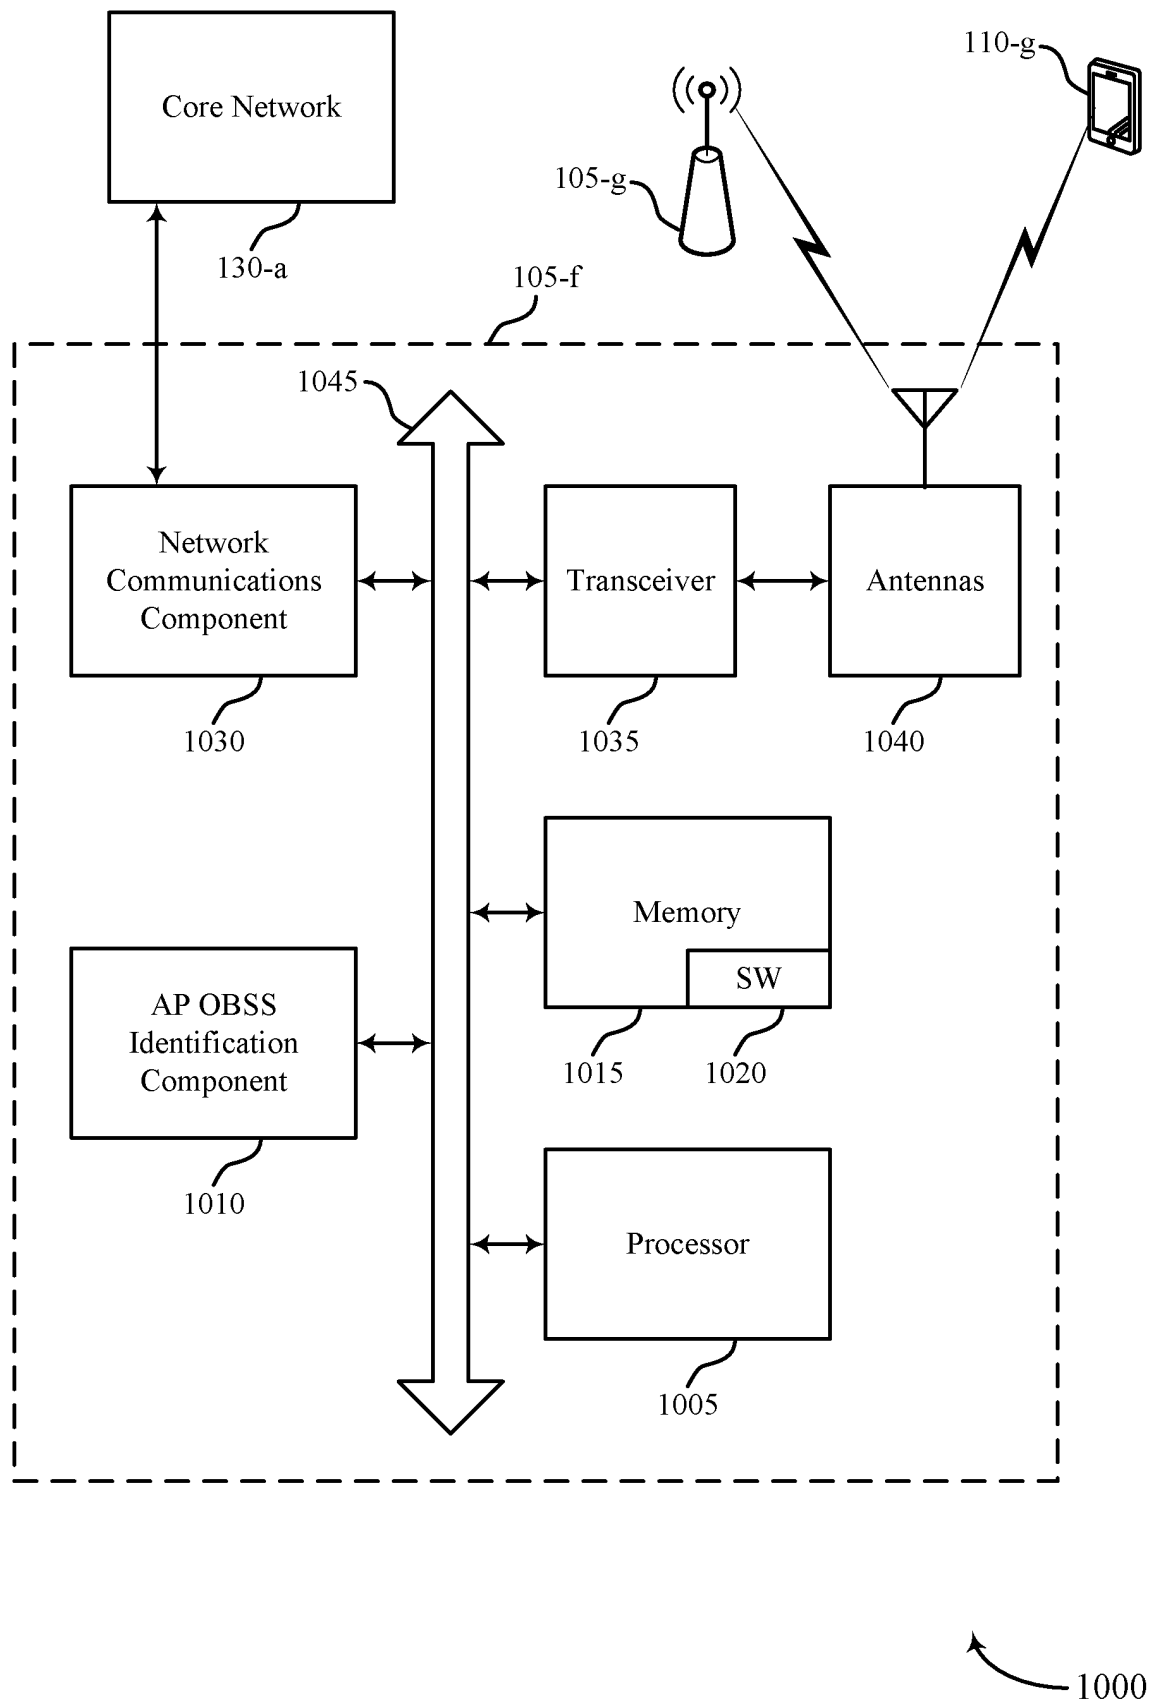 110-g
Core Network
105-g
130-a
105-f
1045
Network
Communications
Component
Transceiver
Antennas
1030
1035
1040
Memory
SW
AP OBSS
Identification
Component
1015
1020
1010
Processor
1005
1000